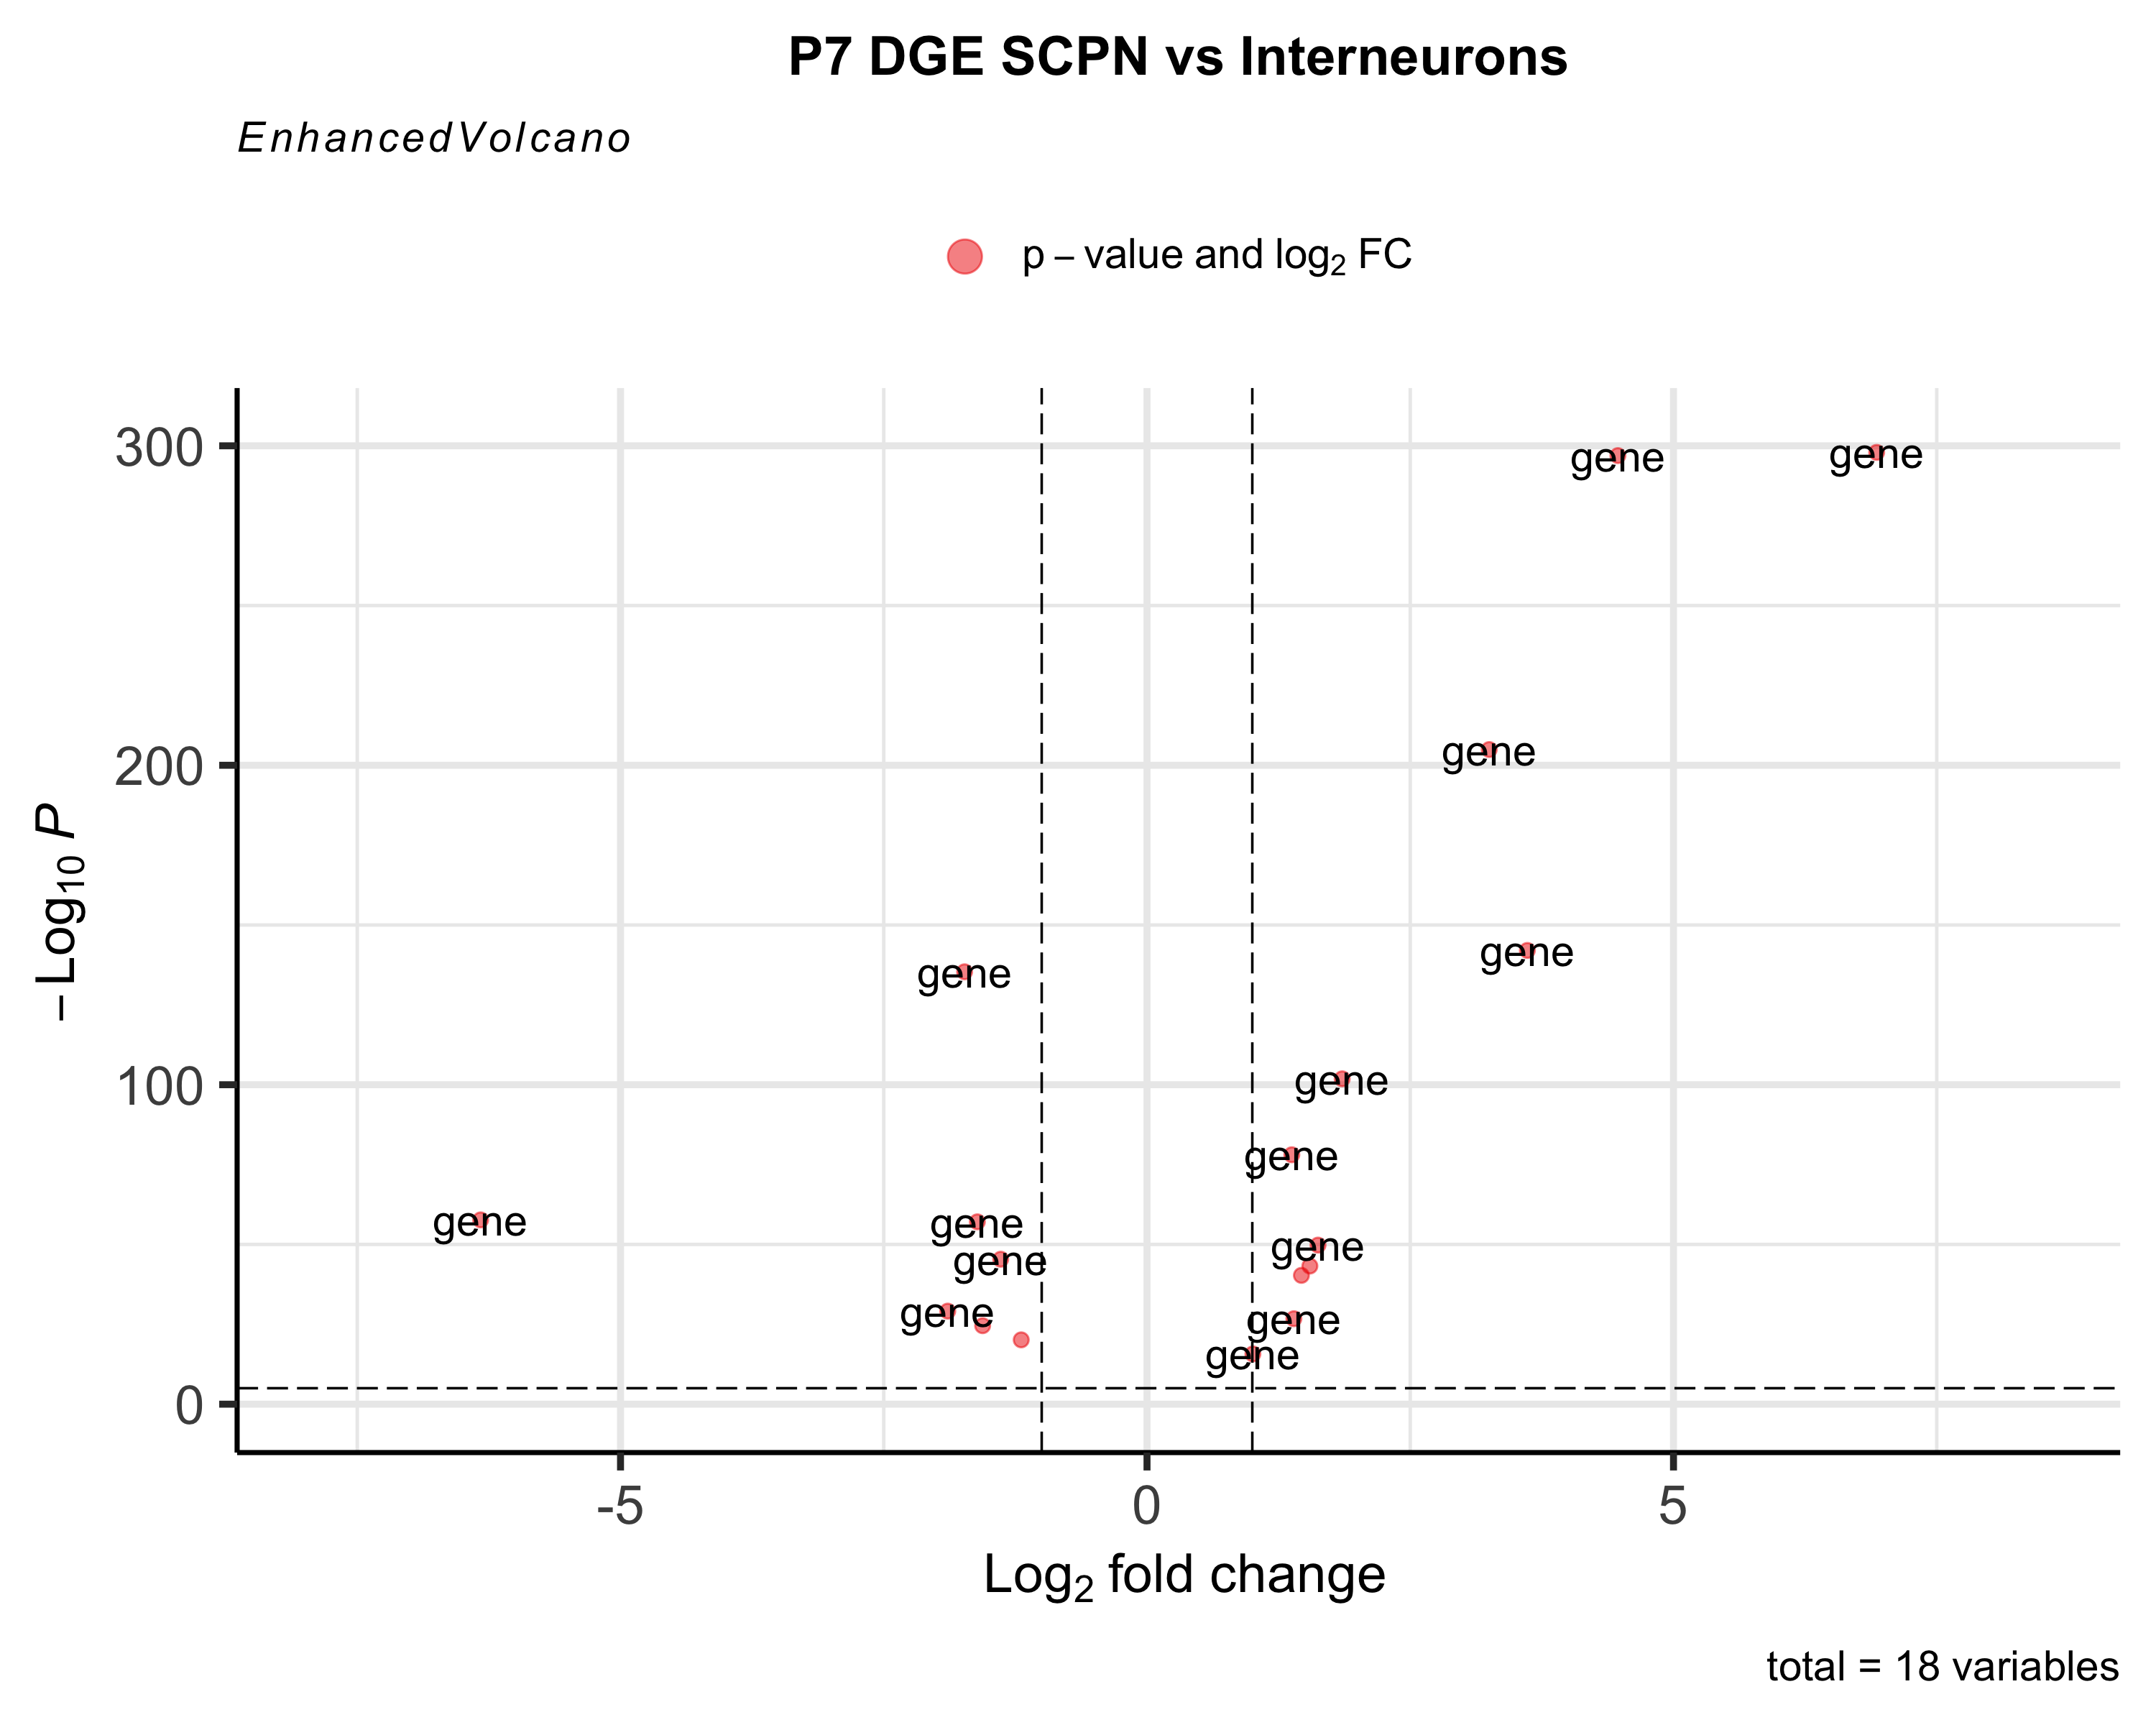 P7 DGE SCPN vs Interneurons
EnhancedVolcano
p – value and log₂ FC
300
200
100
0
– Log₁₀ P
gene
gene
gene
gene
gene
gene
gene
gene
gene
gene
gene
gene
gene
gene
-5
0
5
Log₂ fold change
total = 18 variables